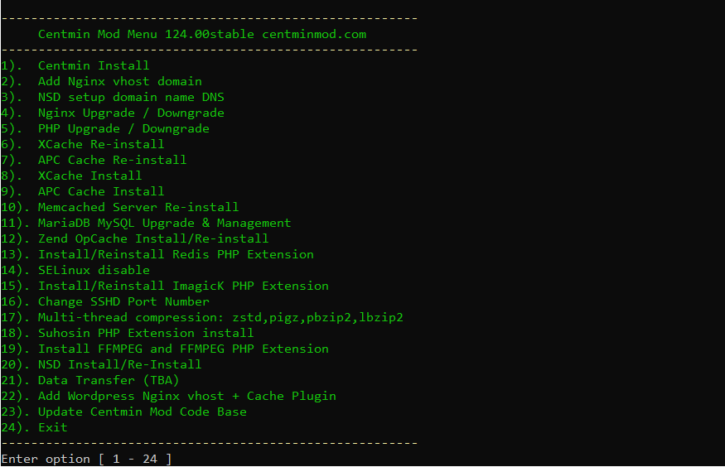 --------------------------------------------------------
     Centmin Mod Menu 124.00stable centminmod.com
--------------------------------------------------------
1).  Centmin Install
2).  Add Nginx vhost domain
3).  NSD setup domain name DNS
4).  Nginx Upgrade / Downgrade
5).  PHP Upgrade / Downgrade
6).  XCache Re-install
7).  APC Cache Re-install
8).  XCache Install
9).  APC Cache Install
10). Memcached Server Re-install
11). MariaDB MySQL Upgrade & Management
12). Zend OpCache Install/Re-install
13). Install/Reinstall Redis PHP Extension
14). SELinux disable
15). Install/Reinstall ImagicK PHP Extension
16). Change SSHD Port Number
17). Multi-thread compression: zstd,pigz,pbzip2,lbzip2
18). Suhosin PHP Extension install
19). Install FFMPEG and FFMPEG PHP Extension
20). NSD Install/Re-Install
21). Data Transfer (TBA)
22). Add Wordpress Nginx vhost + Cache Plugin
23). Update Centmin Mod Code Base
24). Exit
--------------------------------------------------------
Enter option [ 1 - 24 ]